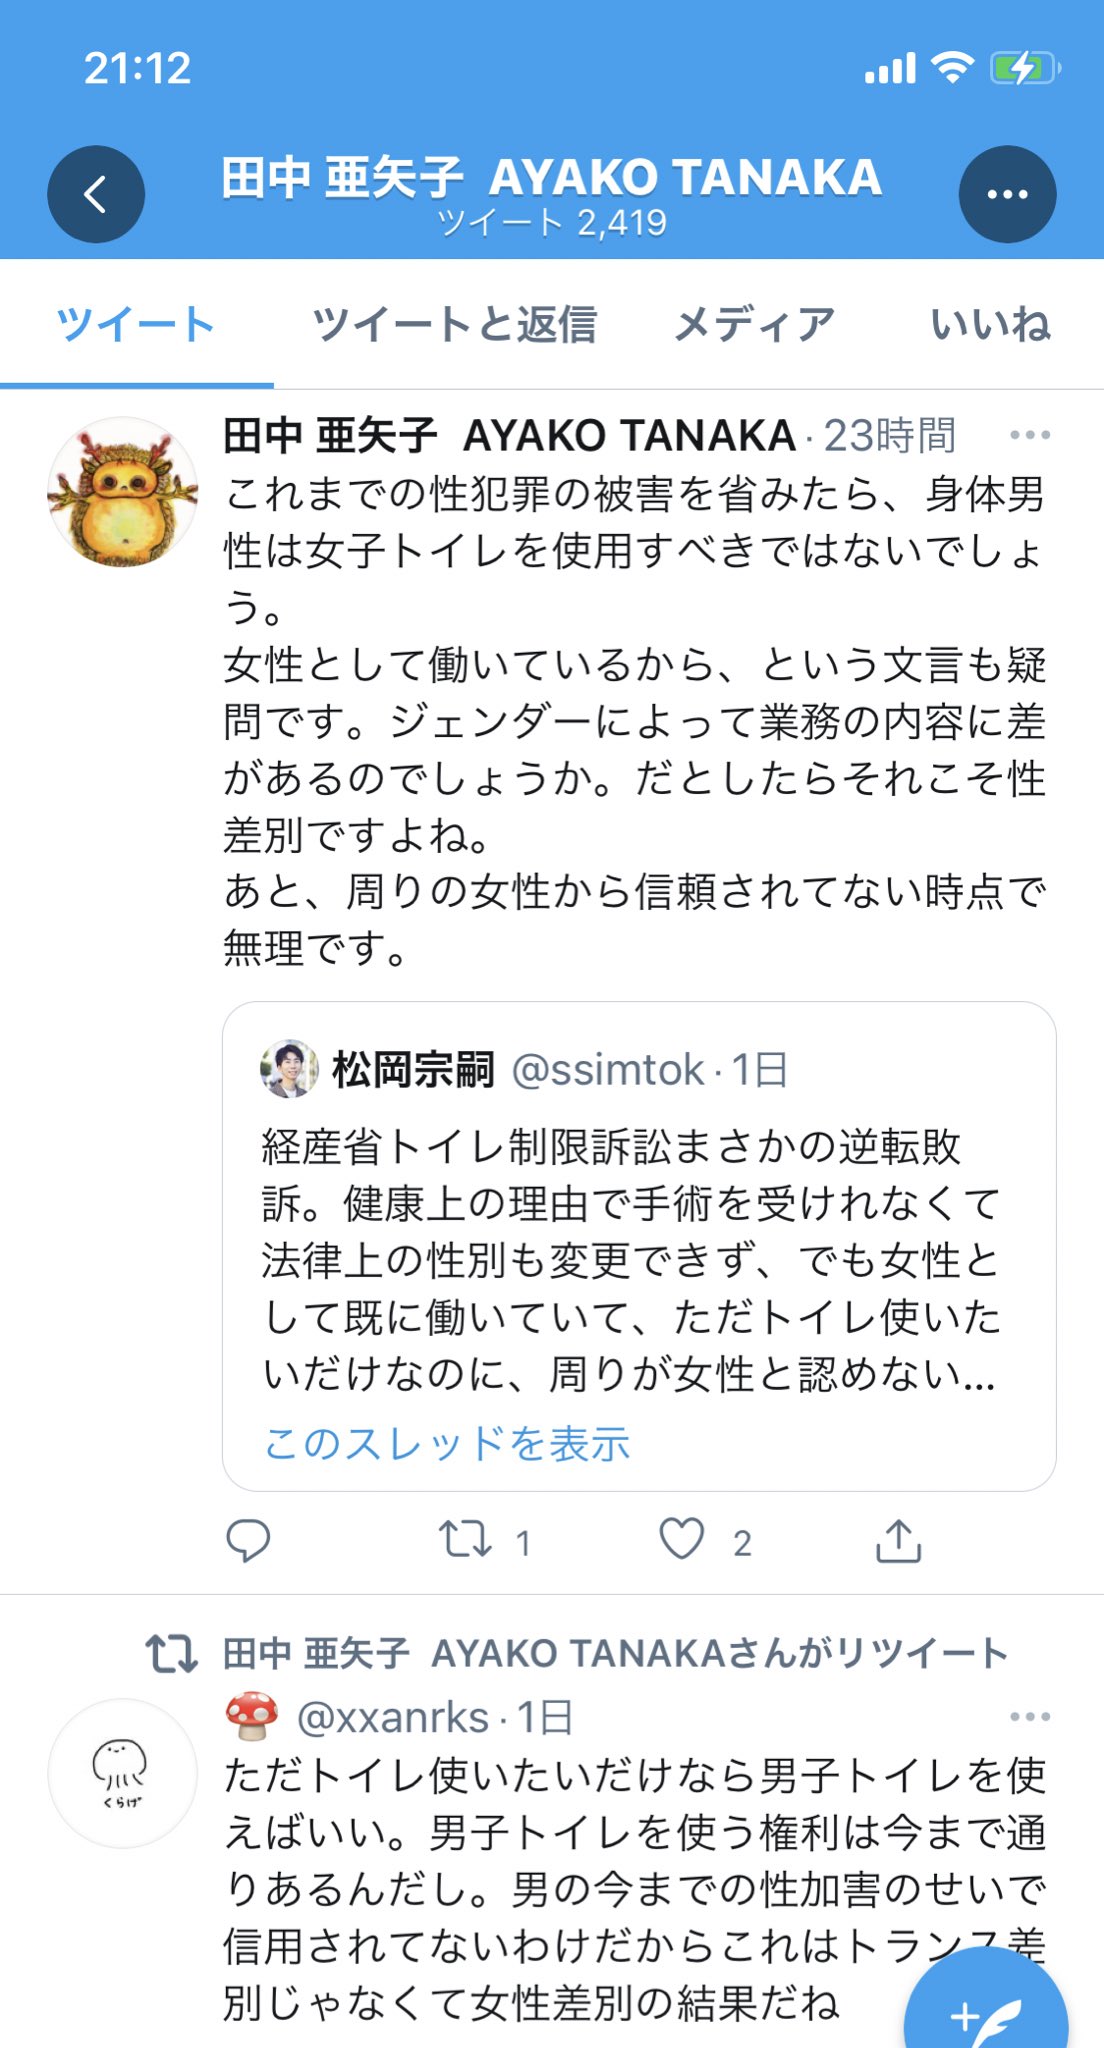 21:12
田中 亜矢子 AYAKO TANAKA
ツイート 2,419
ツイート ツイートと返信 メディア いいね
田中 亜矢子 AYAKO TANAKA · 23時間
これまでの性犯罪の被害を省みたら、身体男
性は女子トイレを使用すべきではないでしょ
う。
女性として働いているから、という文言も疑
問です。ジェンダーによって業務の内容に差
があるのでしょうか。だとしたらそれこそ性
差別ですよね。
あと、周りの女性から信頼されてない時点で
無理です。
松岡宗嗣 @ssimtok · 1日
経産省トイレ制限訴訟まさかの逆転敗
訴。健康上の理由で手術を受けれなくて
法律上の性別も変更できず、でも女性と
して既に働いていて、ただトイレ使いた
いだけなのに、周りが女性と認めない...
このスレッドを表示
1 2
田中 亜矢子 AYAKO TANAKAさんがリツイート
🍄 @xxanrks · 1日
くらげ
ただトイレ使いたいだけなら男子トイレを使
えばいい。男子トイレを使う権利は今まで通
りあるんだし。男の今までの性加害のせいで
信用されてないわけだからこれはトランス差
別じゃなくて女性差別の結果だね